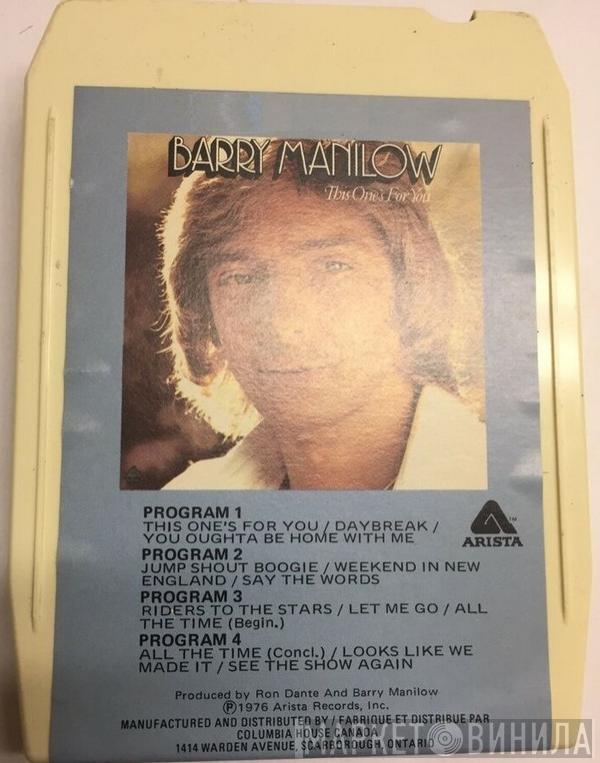 BARRY MANILOW
This One's For You
PROGRAM 1
THIS ONE'S FOR YOU / DAYBREAK /
YOU OUGHTA BE HOME WITH ME
PROGRAM 2
JUMP SHOUT BOOGIE / WEEKEND IN NEW
ENGLAND / SAY THE WORDS
PROGRAM 3
RIDERS TO THE STARS / LET ME GO / ALL
THE TIME (Begin.)
PROGRAM 4
ALL THE TIME (Concl.) / LOOKS LIKE WE
MADE IT / SEE THE SHOW AGAIN
TM
ARISTA
Produced by Ron Dante And Barry Manilow
Ⓟ1976 Arista Records, Inc.
MANUFACTURED AND DISTRIBUTED BY / FABRIQUE ET DISTRIBUE PAR
COLUMBIA HOUSE CANADA
1414 WARDEN AVENUE, SCARBOROUGH, ONTARIO
МАРКЕТ ВИНИЛА